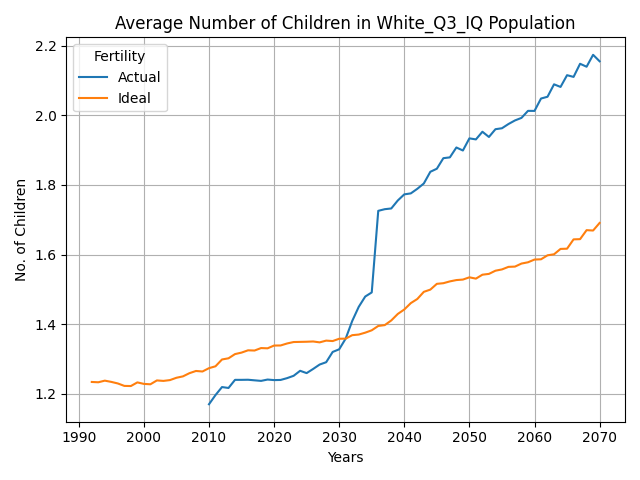 Average Number of Children in White_Q3_IQ Population
Fertility
Actual
Ideal
2.2
2.0
1.8
1.6
1.4
1.2
No. of Children
1990 2000 2010 2020 2030 2040 2050 2060 2070
Years